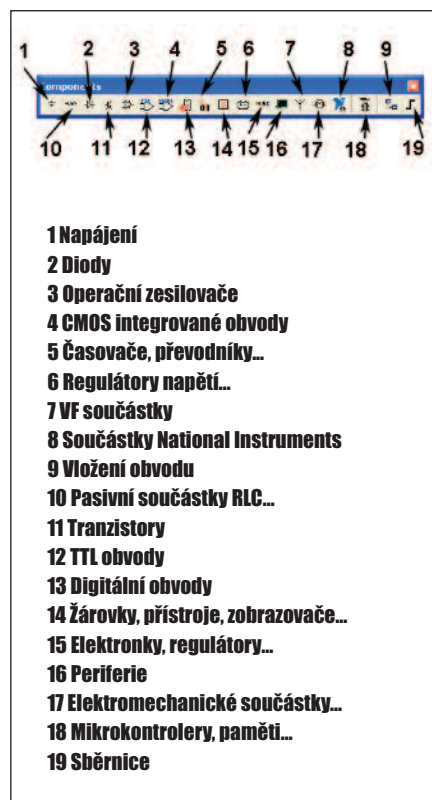 1 2 3 4 5 6 7 8 9
Components
10 11 12 13 14 15 16 17 18 19
1 Napájení
2 Diody
3 Operační zesilovače
4 CMOS integrované obvody
5 Časovače, převodníky...
6 Regulátory napětí...
7 VF součástky
8 Součástky National Instruments
9 Vložení obvodu
10 Pasivní součástky RLC...
11 Tranzistory
12 TTL obvody
13 Digitální obvody
14 Žárovky, přístroje, zobrazovače...
15 Elektronky, regulátory...
16 Periferie
17 Elektromechanické součástky...
18 Mikrokontrolery, paměti...
19 Sběrnice